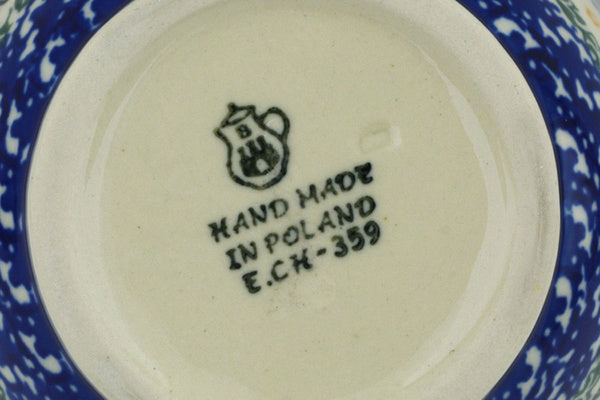 B
HAND MADE
IN POLAND
E.CH-359